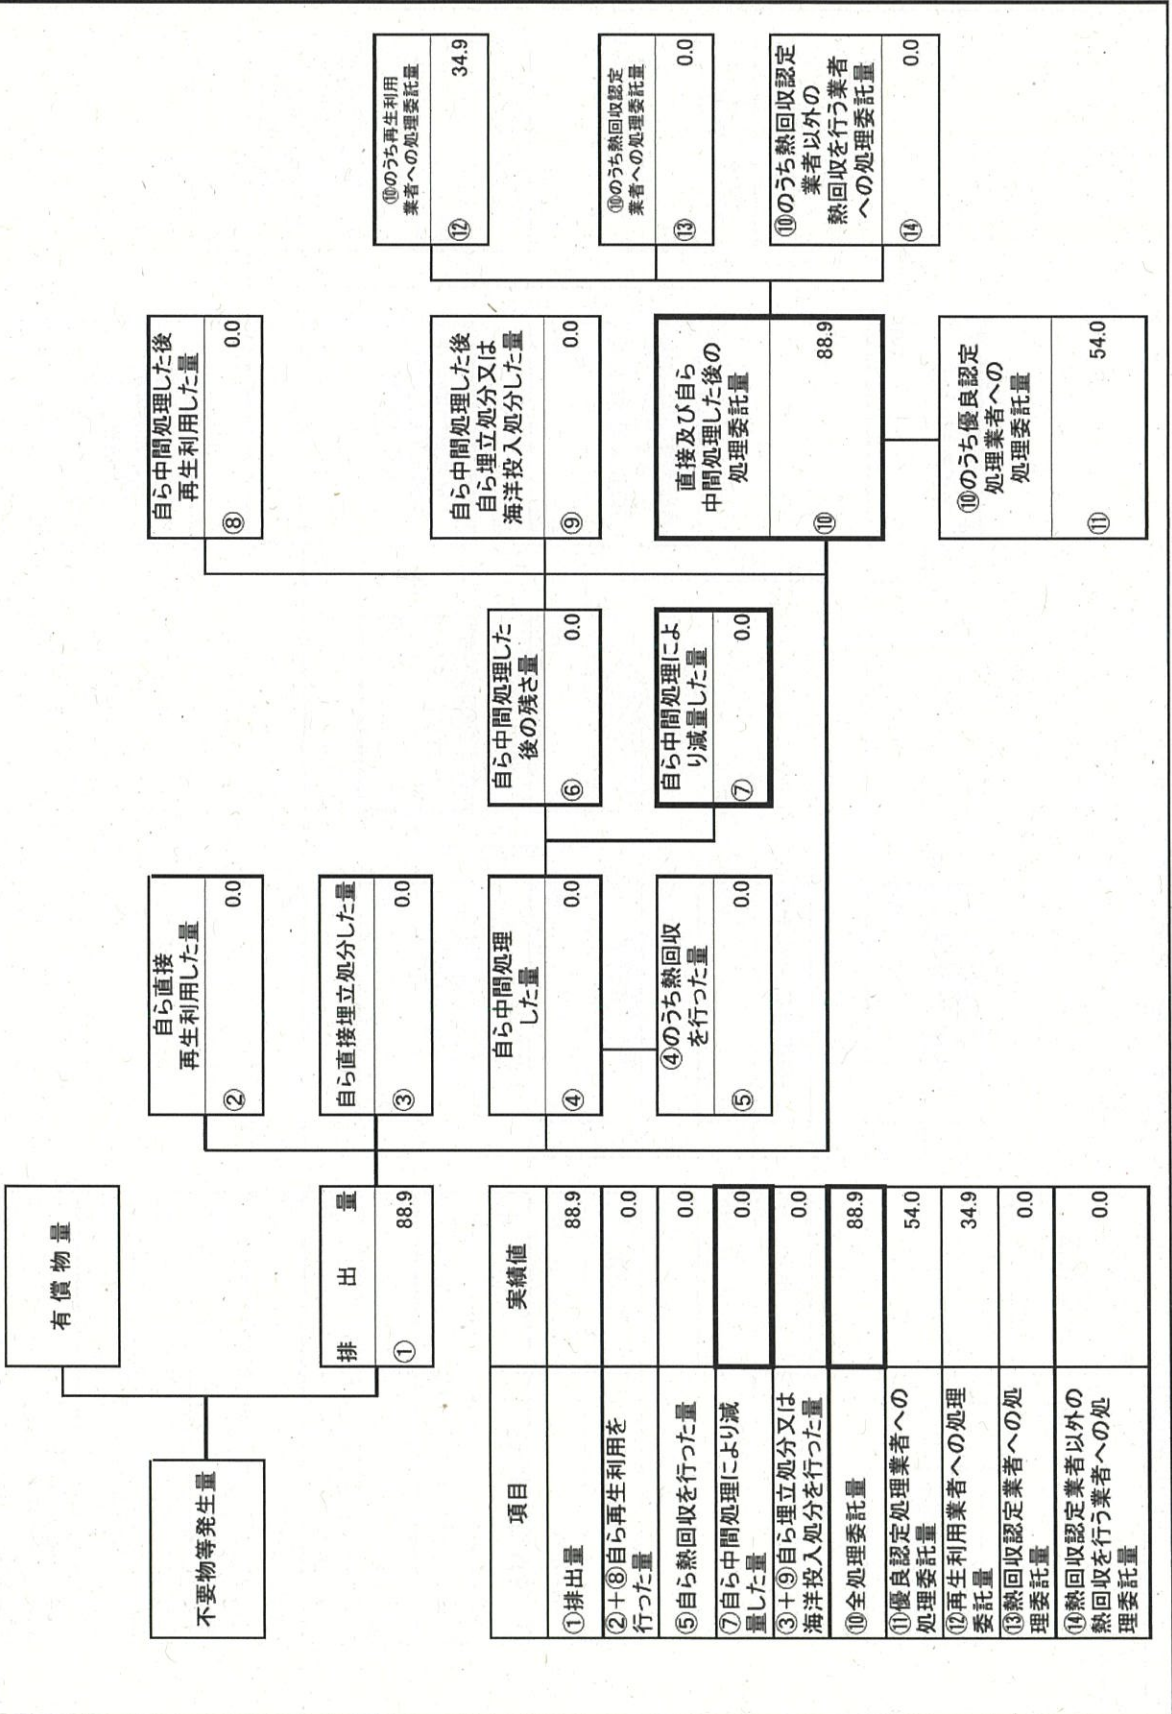 不要物等発生量
有償物量
排出量
① 88.9
自ら直接
再生利用した量
② 0.0
自ら直接埋立処分した量
③ 0.0
自ら中間処理
した量
④ 0.0
④のうち熱回収
を行った量
⑤ 0.0
自ら中間処理した
後の残さ量
⑥ 0.0
自ら中間処理によ
り減量した量
⑦ 0.0
自ら中間処理した後
再生利用した量
⑧ 0.0
自ら中間処理した後
自ら埋立処分又は
海洋投入処分した量
⑨ 0.0
直接及び自ら
中間処理した後の
処理委託量
⑩ 88.9
⑩のうち優良認定
処理業者への
処理委託量
⑪ 54.0
⑩のうち再生利用
業者への処理委託量
⑫ 34.9
⑩のうち熱回収認定
業者への処理委託量
⑬ 0.0
⑩のうち熱回収認定
業者以外の
熱回収を行う業者
への処理委託量
⑭ 0.0
項目 実績値
①排出量 88.9
②+⑧自ら再生利用を
行った量 0.0
⑤自ら熱回収を行った量 0.0
⑦自ら中間処理により減
量した量 0.0
③+⑨自ら埋立処分又は
海洋投入処分を行った量 0.0
⑩全処理委託量 88.9
⑪優良認定処理業者への
処理委託量 54.0
⑫再生利用業者への処理
委託量 34.9
⑬熱回収認定業者への処
理委託量 0.0
⑭熱回収認定業者以外の
熱回収を行う業者への処
理委託量 0.0